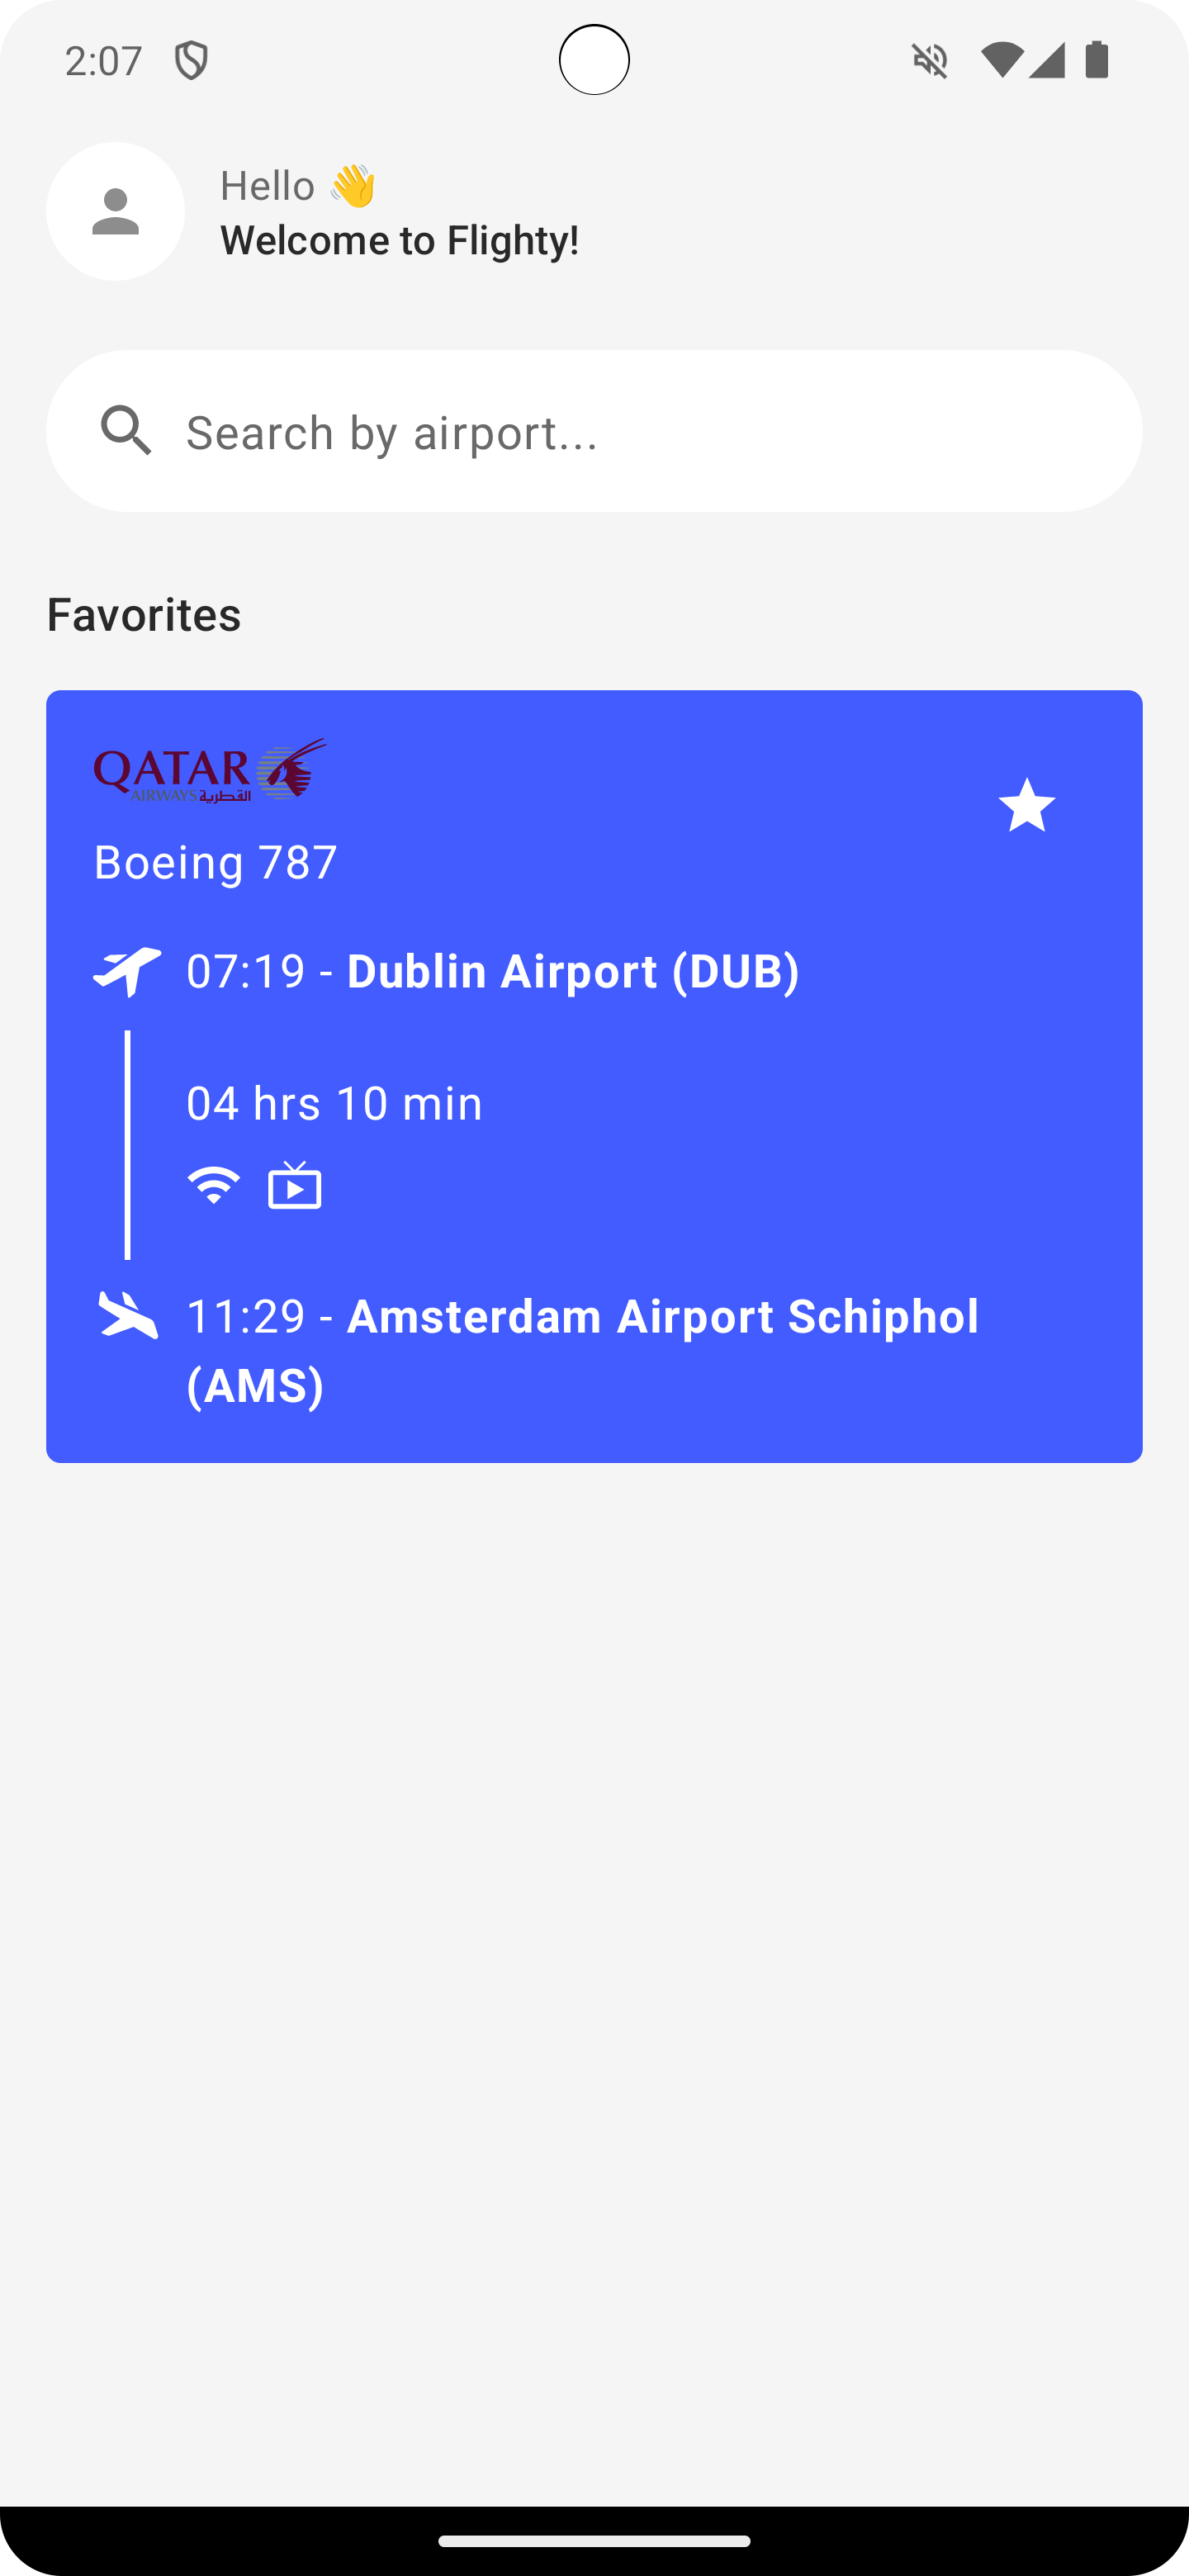 2:07
Hello 👋
Welcome to Flighty!
Search by airport...
Favorites
QATAR
AIRWAYS القطرية
Boeing 787
07:19 - Dublin Airport (DUB)
04 hrs 10 min
11:29 - Amsterdam Airport Schiphol
(AMS)